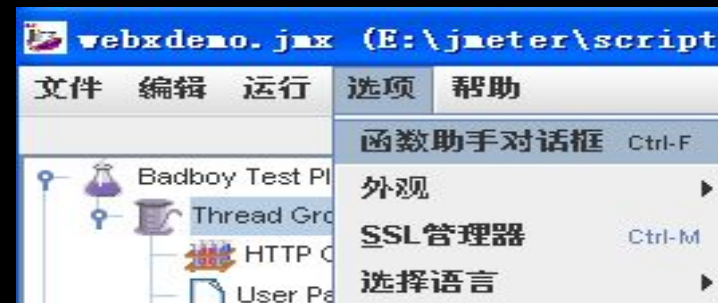 webxdemo.jmx (E:\jmeter\script
文件 编辑 运行 选项 帮助
函数助手对话框 Ctrl-F
Badboy Test Pl
外观
Thread Gro
SSL管理器 Ctrl-M
HTTP C
选择语言
User Pa